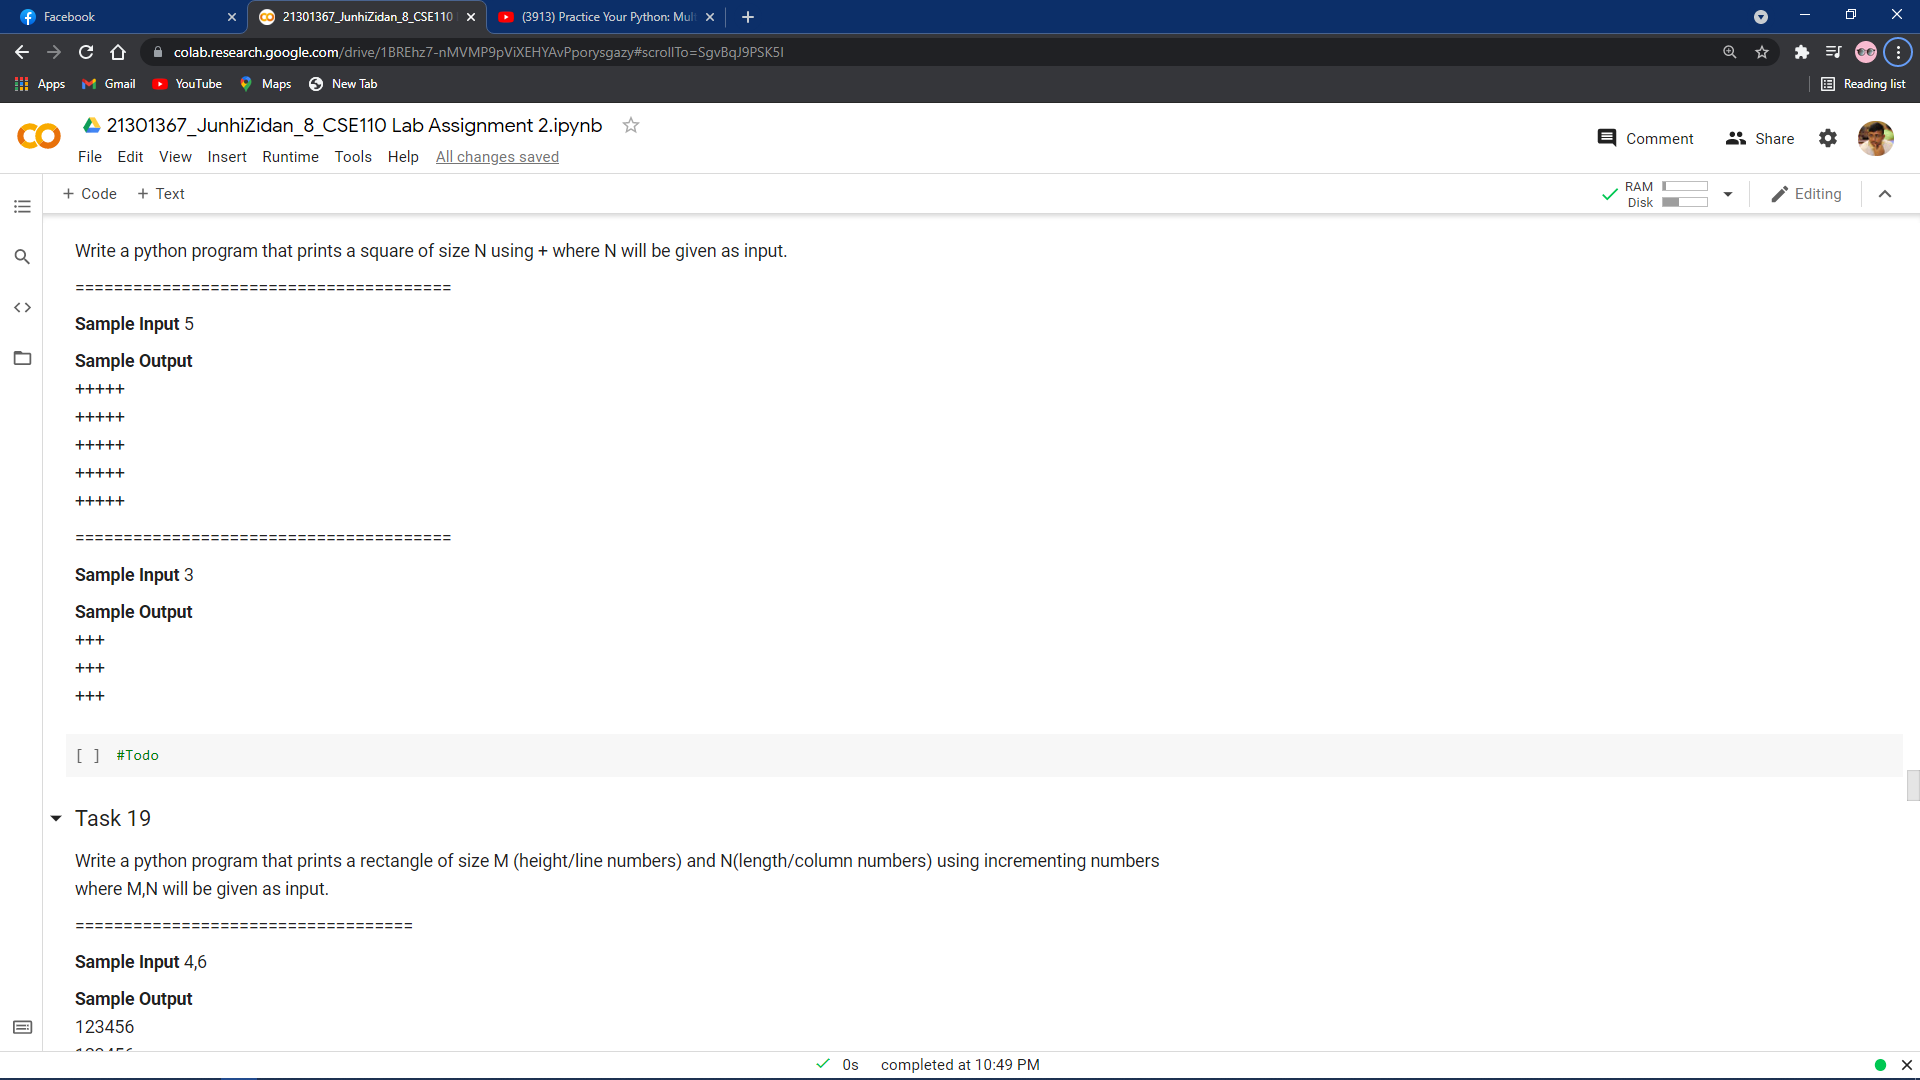 Facebook
21301367_JunhiZidan_8_CSE110
(3913) Practice Your Python: Mul
colab.research.google.com/drive/1BREhz7-nMVMP9pViXEHYAvPporysgazy#scrollTo=SgvBqJ9PSK5I
Apps Gmail YouTube Maps New Tab Reading list
21301367_JunhiZidan_8_CSE110 Lab Assignment 2.ipynb
Comment Share
File Edit View Insert Runtime Tools Help All changes saved
+ Code + Text
RAM
Disk
Editing
Write a python program that prints a square of size N using + where N will be given as input.
=======================================
Sample Input 5
Sample Output
+++++
+++++
+++++
+++++
+++++
=======================================
Sample Input 3
Sample Output
+++
+++
+++
[ ] #Todo
Task 19
Write a python program that prints a rectangle of size M (height/line numbers) and N(length/column numbers) using incrementing numbers
where M,N will be given as input.
===================================
Sample Input 4,6
Sample Output
123456
123456
0s completed at 10:49 PM